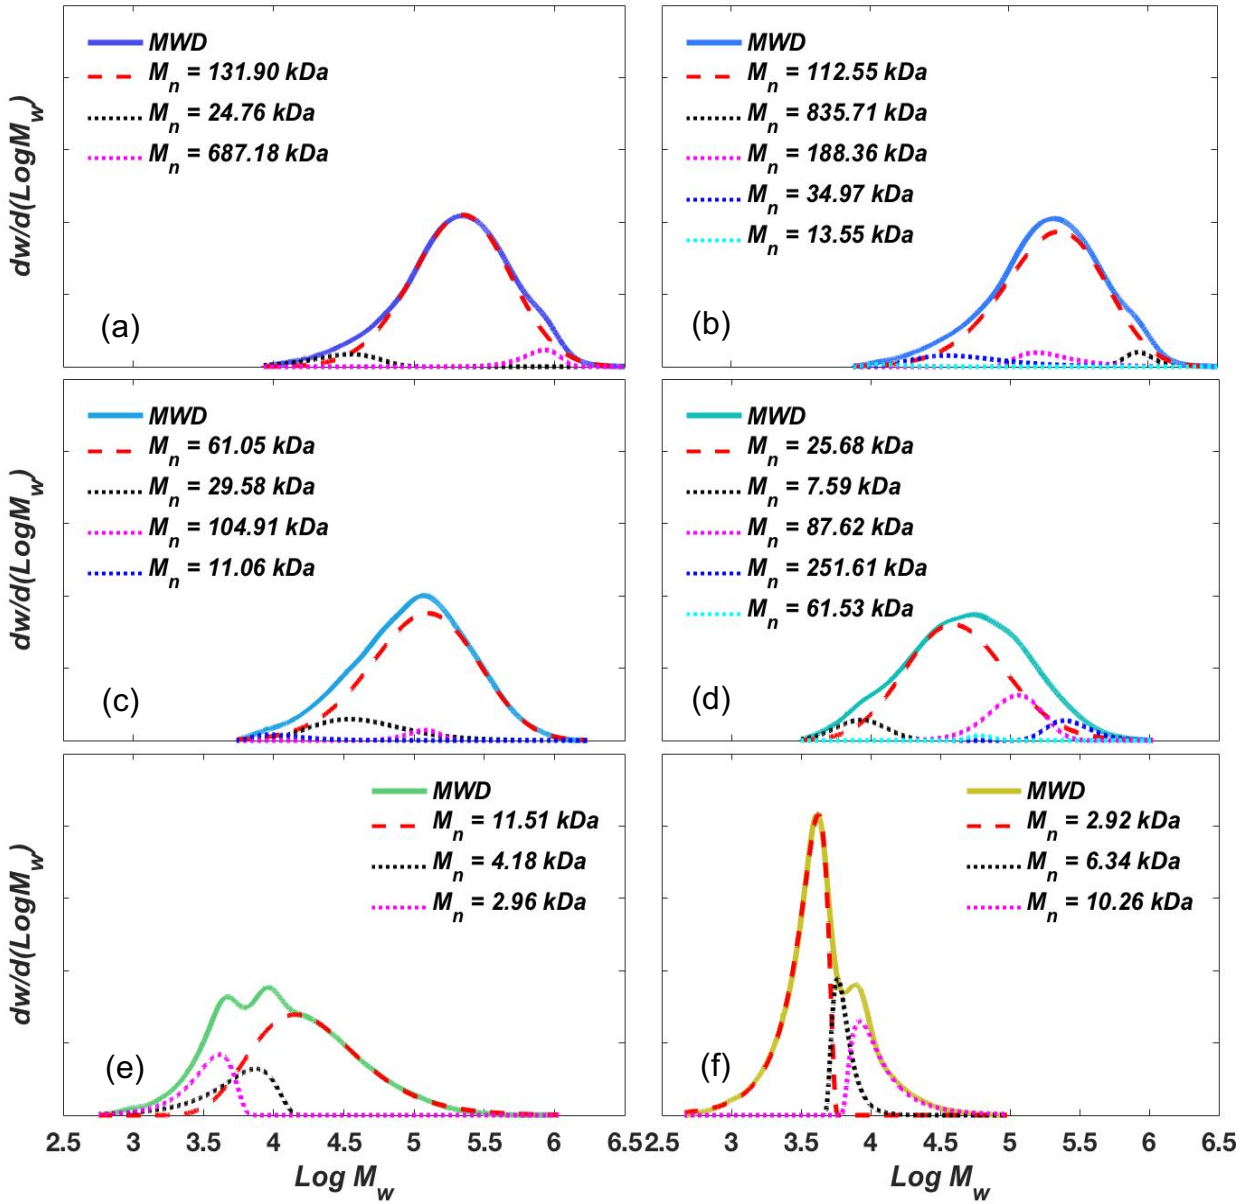 dw/d(LogM_w)
MWD
M_n = 131.90 kDa
M_n = 24.76 kDa
M_n = 687.18 kDa
(a)
MWD
M_n = 112.55 kDa
M_n = 835.71 kDa
M_n = 188.36 kDa
M_n = 34.97 kDa
M_n = 13.55 kDa
(b)
dw/d(LogM_w)
MWD
M_n = 61.05 kDa
M_n = 29.58 kDa
M_n = 104.91 kDa
M_n = 11.06 kDa
(c)
MWD
M_n = 25.68 kDa
M_n = 7.59 kDa
M_n = 87.62 kDa
M_n = 251.61 kDa
M_n = 61.53 kDa
(d)
dw/d(LogM_w)
MWD
M_n = 11.51 kDa
M_n = 4.18 kDa
M_n = 2.96 kDa
(e)
2.5 3 3.5 4 4.5 5 5.5 6 6.5
Log M_w
MWD
M_n = 2.92 kDa
M_n = 6.34 kDa
M_n = 10.26 kDa
(f)
2.5 3 3.5 4 4.5 5 5.5 6 6.5
Log M_w